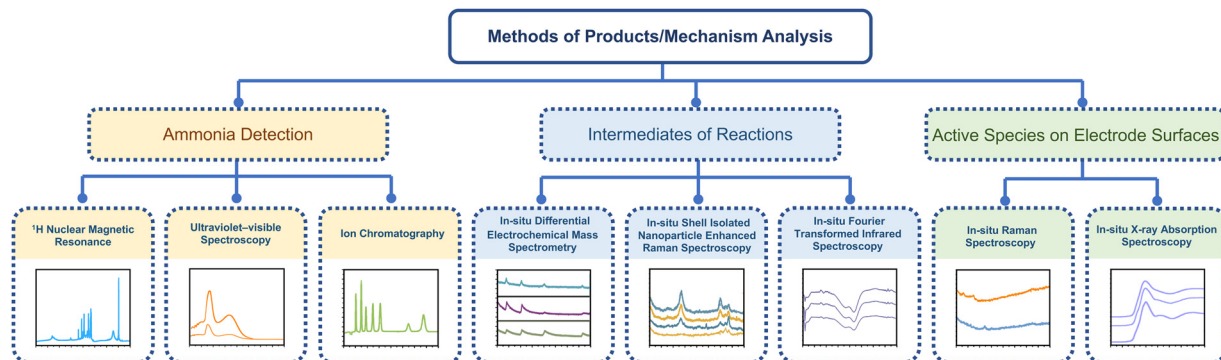 Methods of Products/Mechanism Analysis
Ammonia Detection
Intermediates of Reactions
Active Species on Electrode Surfaces
¹H Nuclear Magnetic
Resonance
Ultraviolet–visible
Spectroscopy
Ion Chromatography
In-situ Differential
Electrochemical Mass
Spectrometry
In-situ Shell Isolated
Nanoparticle Enhanced
Raman Spectroscopy
In-situ Fourier
Transformed Infrared
Spectroscopy
In-situ Raman
Spectroscopy
In-situ X-ray Absorption
Spectroscopy